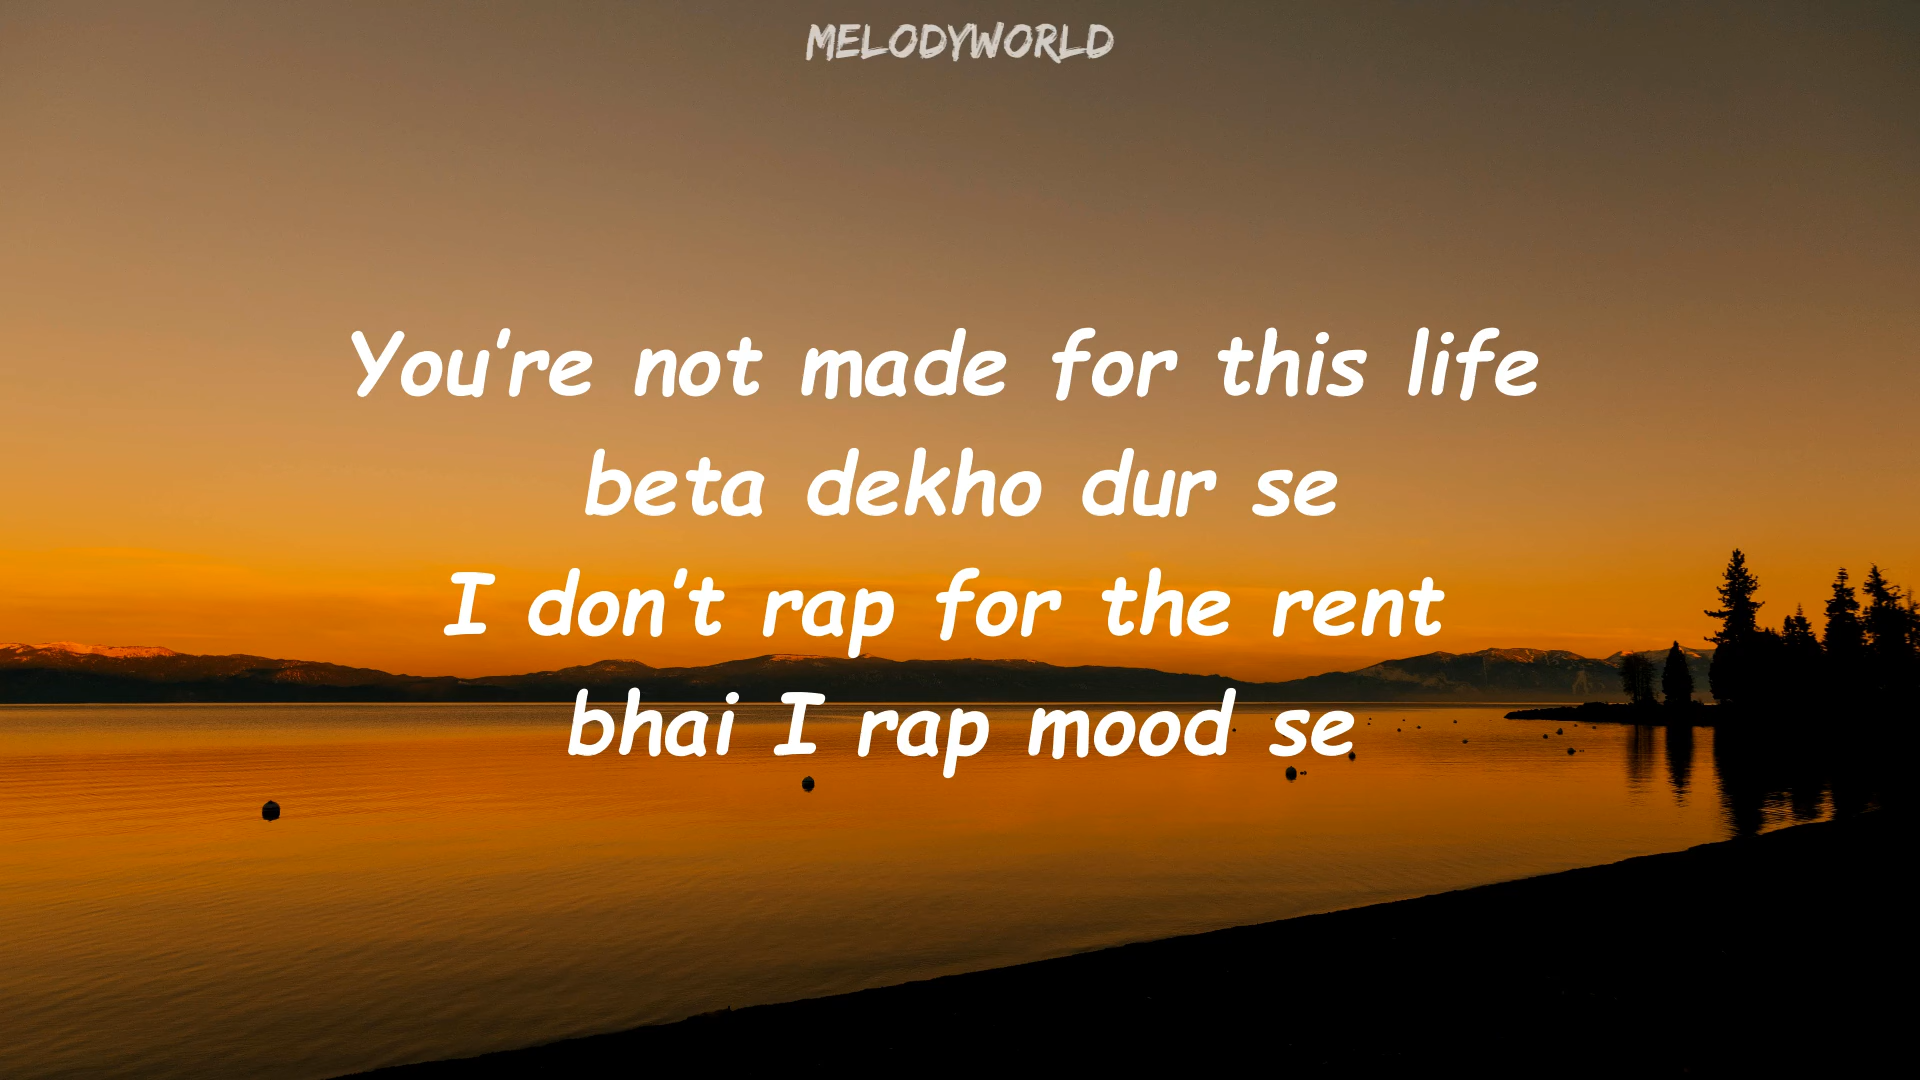 MELODYWORLD
You're not made for this life
beta dekho dur se
I don't rap for the rent
bhai I rap mood se